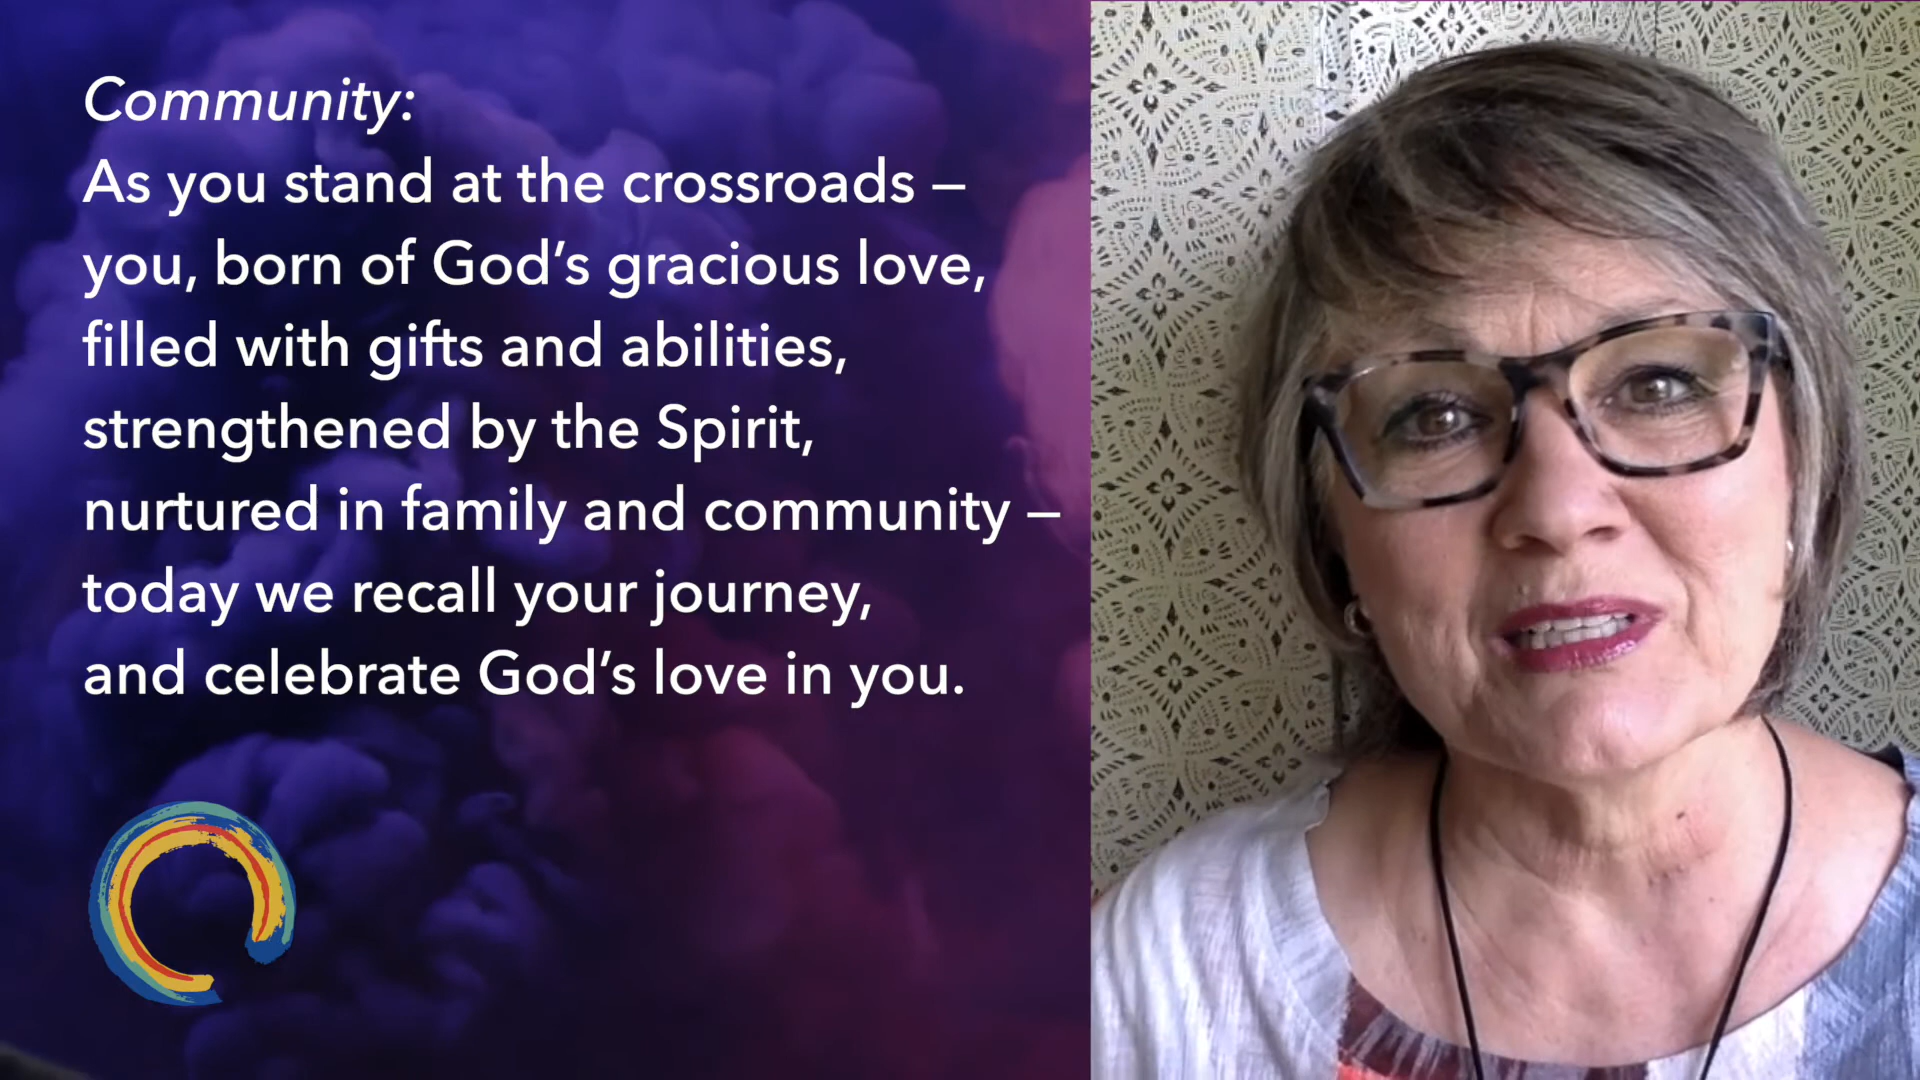 Community:
As you stand at the crossroads –
you, born of God’s gracious love,
filled with gifts and abilities,
strengthened by the Spirit,
nurtured in family and community –
today we recall your journey,
and celebrate God’s love in you.